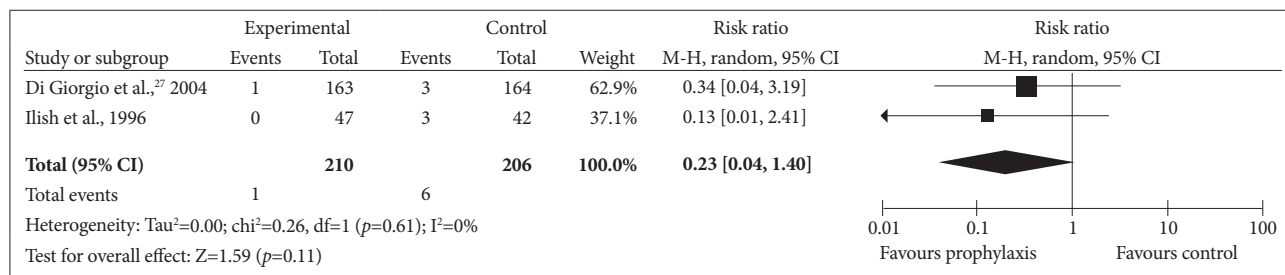 Experimental Control Risk ratio Risk ratio
Study or subgroup Events Total Events Total Weight M-H, random, 95% CI M-H, random, 95% CI
Di Giorgio et al.,²⁷ 2004 1 163 3 164 62.9% 0.34 [0.04, 3.19]
Ilish et al., 1996 0 47 3 42 37.1% 0.13 [0.01, 2.41]
Total (95% CI) 210 206 100.0% 0.23 [0.04, 1.40]
Total events 1 6
Heterogeneity: Tau²=0.00; chi²=0.26, df=1 (p=0.61); I²=0%
Test for overall effect: Z=1.59 (p=0.11)
0.01 0.1 1 10 100
Favours prophylaxis Favours control